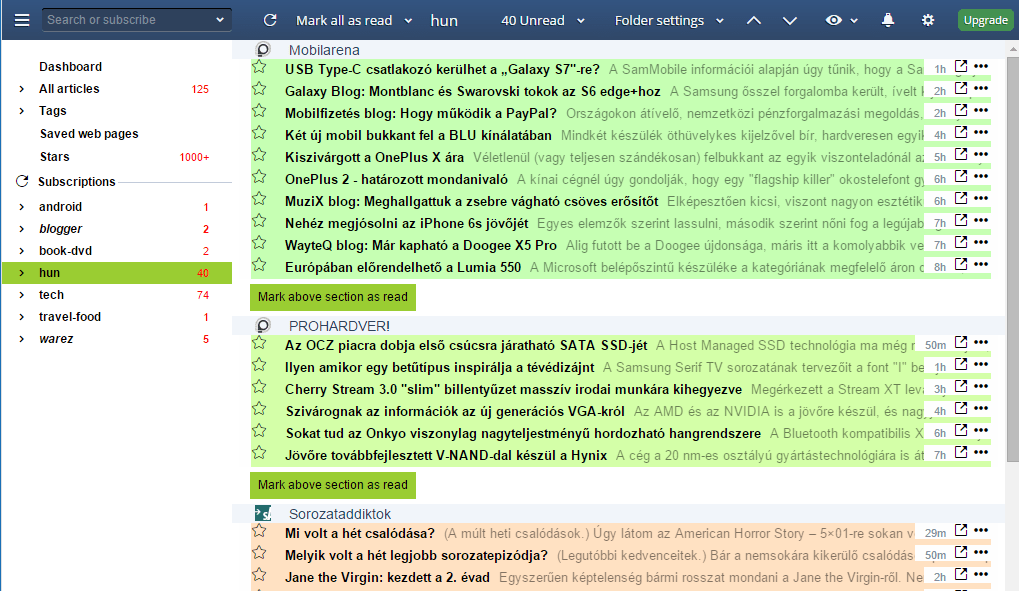 Search or subscribe Mark all as read hun 40 Unread Folder settings Upgrade
Dashboard
All articles 125
Tags
Saved web pages
Stars 1000+
Subscriptions
android 1
blogger 2
book-dvd 2
hun 40
tech 74
travel-food 1
warez 5
Mobilarena
USB Type-C csatlakozó kerülhet a „Galaxy S7"-re? A SamMobile információi alapján úgy tűnik, hogy a Sa 1h
Galaxy Blog: Montblanc és Swarovski tokok az S6 edge+hoz A Samsung ősszel forgalomba került, ívelt k 2h
Mobilfizetés blog: Hogy működik a PayPal? Országokon átívelő, nemzetközi pénzforgalmazási megoldás, 2h
Két új mobil bukkant fel a BLU kínálatában Mindkét készülék öthüvelykes kijelzővel bír, hardveresen egyik 4h
Kiszivárgott a OnePlus X ára Véletlenül (vagy teljesen szándékosan) felbukkant az egyik viszonteladónál az 5h
OnePlus 2 - határozott mondanivaló A kínai cégnél úgy gondolják, hogy egy "flagship killer" okostelefont gy 6h
MuziX blog: Meghallgattuk a zsebre vágható csöves erősítőt Elképesztően kicsi, viszont nagyon esztétik 6h
Nehéz megjósolni az iPhone 6s jövőjét Egyes elemzők szerint lassulni, mások szerint nőni fog a legújab 7h
WayteQ blog: Már kapható a Doogee X5 Pro Alig futott be a Doogee újdonsága, máris itt a komolyabbik ve 7h
Európában előrendelhető a Lumia 550 A Microsoft belépőszintű készüléke a kategóriának megfelelő áron 8h
Mark above section as read
PROHARDVER!
Az OCZ piacra dobja első csúcsra járatható SATA SSD-jét A Host Managed SSD technológia ma még 50m
Ilyen amikor egy betűtípus inspirálja a tévédizájnt A Samsung Serif TV sorozatának tervezőit a font "I" be 1h
Cherry Stream 3.0 "slim" billentyűzet masszív irodai munkára kihegyezve Megérkezett a Stream XT lev 3h
Szivárognak az információk az új generációs VGA-król Az AMD és az NVIDIA is a jövőre készül, és nagy 4h
Sokat tud az Onkyo viszonylag nagyteljestményű hordozható hangrendszere A Bluetooth kompatibilis X 6h
Jövőre továbbfejlesztett V-NAND-dal készül a Hynix A cég a 20 nm-es osztályú gyártástechnológiára is át 7h
Mark above section as read
Sorozataddiktok
Mi volt a hét csalódása? (A múlt heti csalódások.) Úgy látom az American Horror Story – 5×01-re sokan v 29m
Melyik volt a hét legjobb sorozatepizódja? (Legutóbbi kedvenceitek.) Bár a nemsokára kikerülő csalódás 50m
Jane the Virgin: kezdett a 2. évad Egyszerűen képtelenség bármi rosszat mondani a Jane the Virgin-ről. Ne 2h